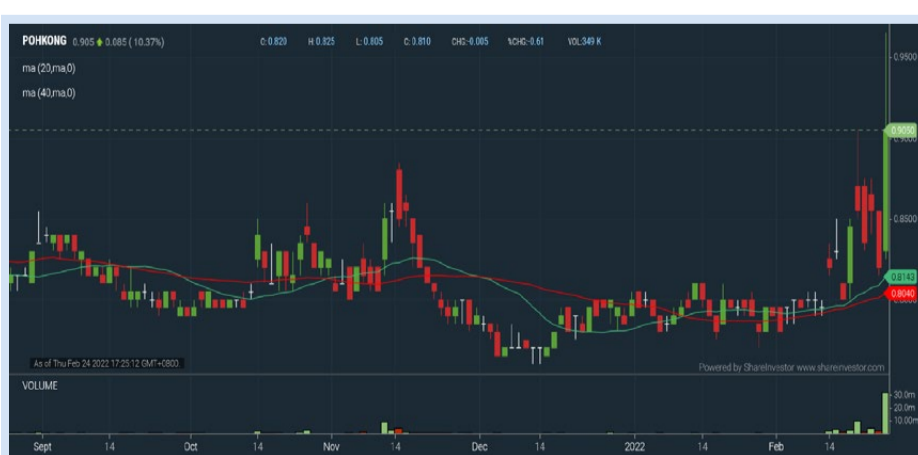 POHKONG 0.905 0.085 ( 10.37%) C: 0.820 H: 0.825 L: 0.805 C: 0.810 CHG:-0.005 %CHG:-0.61 VOL:349 K
ma (20,ma,0)
ma (40,ma,0)
0.9500
0.9050
0.9000
0.8500
0.8143
0.8040
As of Thu Feb 24 2022 17:25:12 GMT+0800
Powered by ShareInvestor www.shareinvestor.com
VOLUME
30.0m
20.0m
10.00m
Sept 14 Oct 14 Nov 14 Dec 14 2022 14 Feb 14